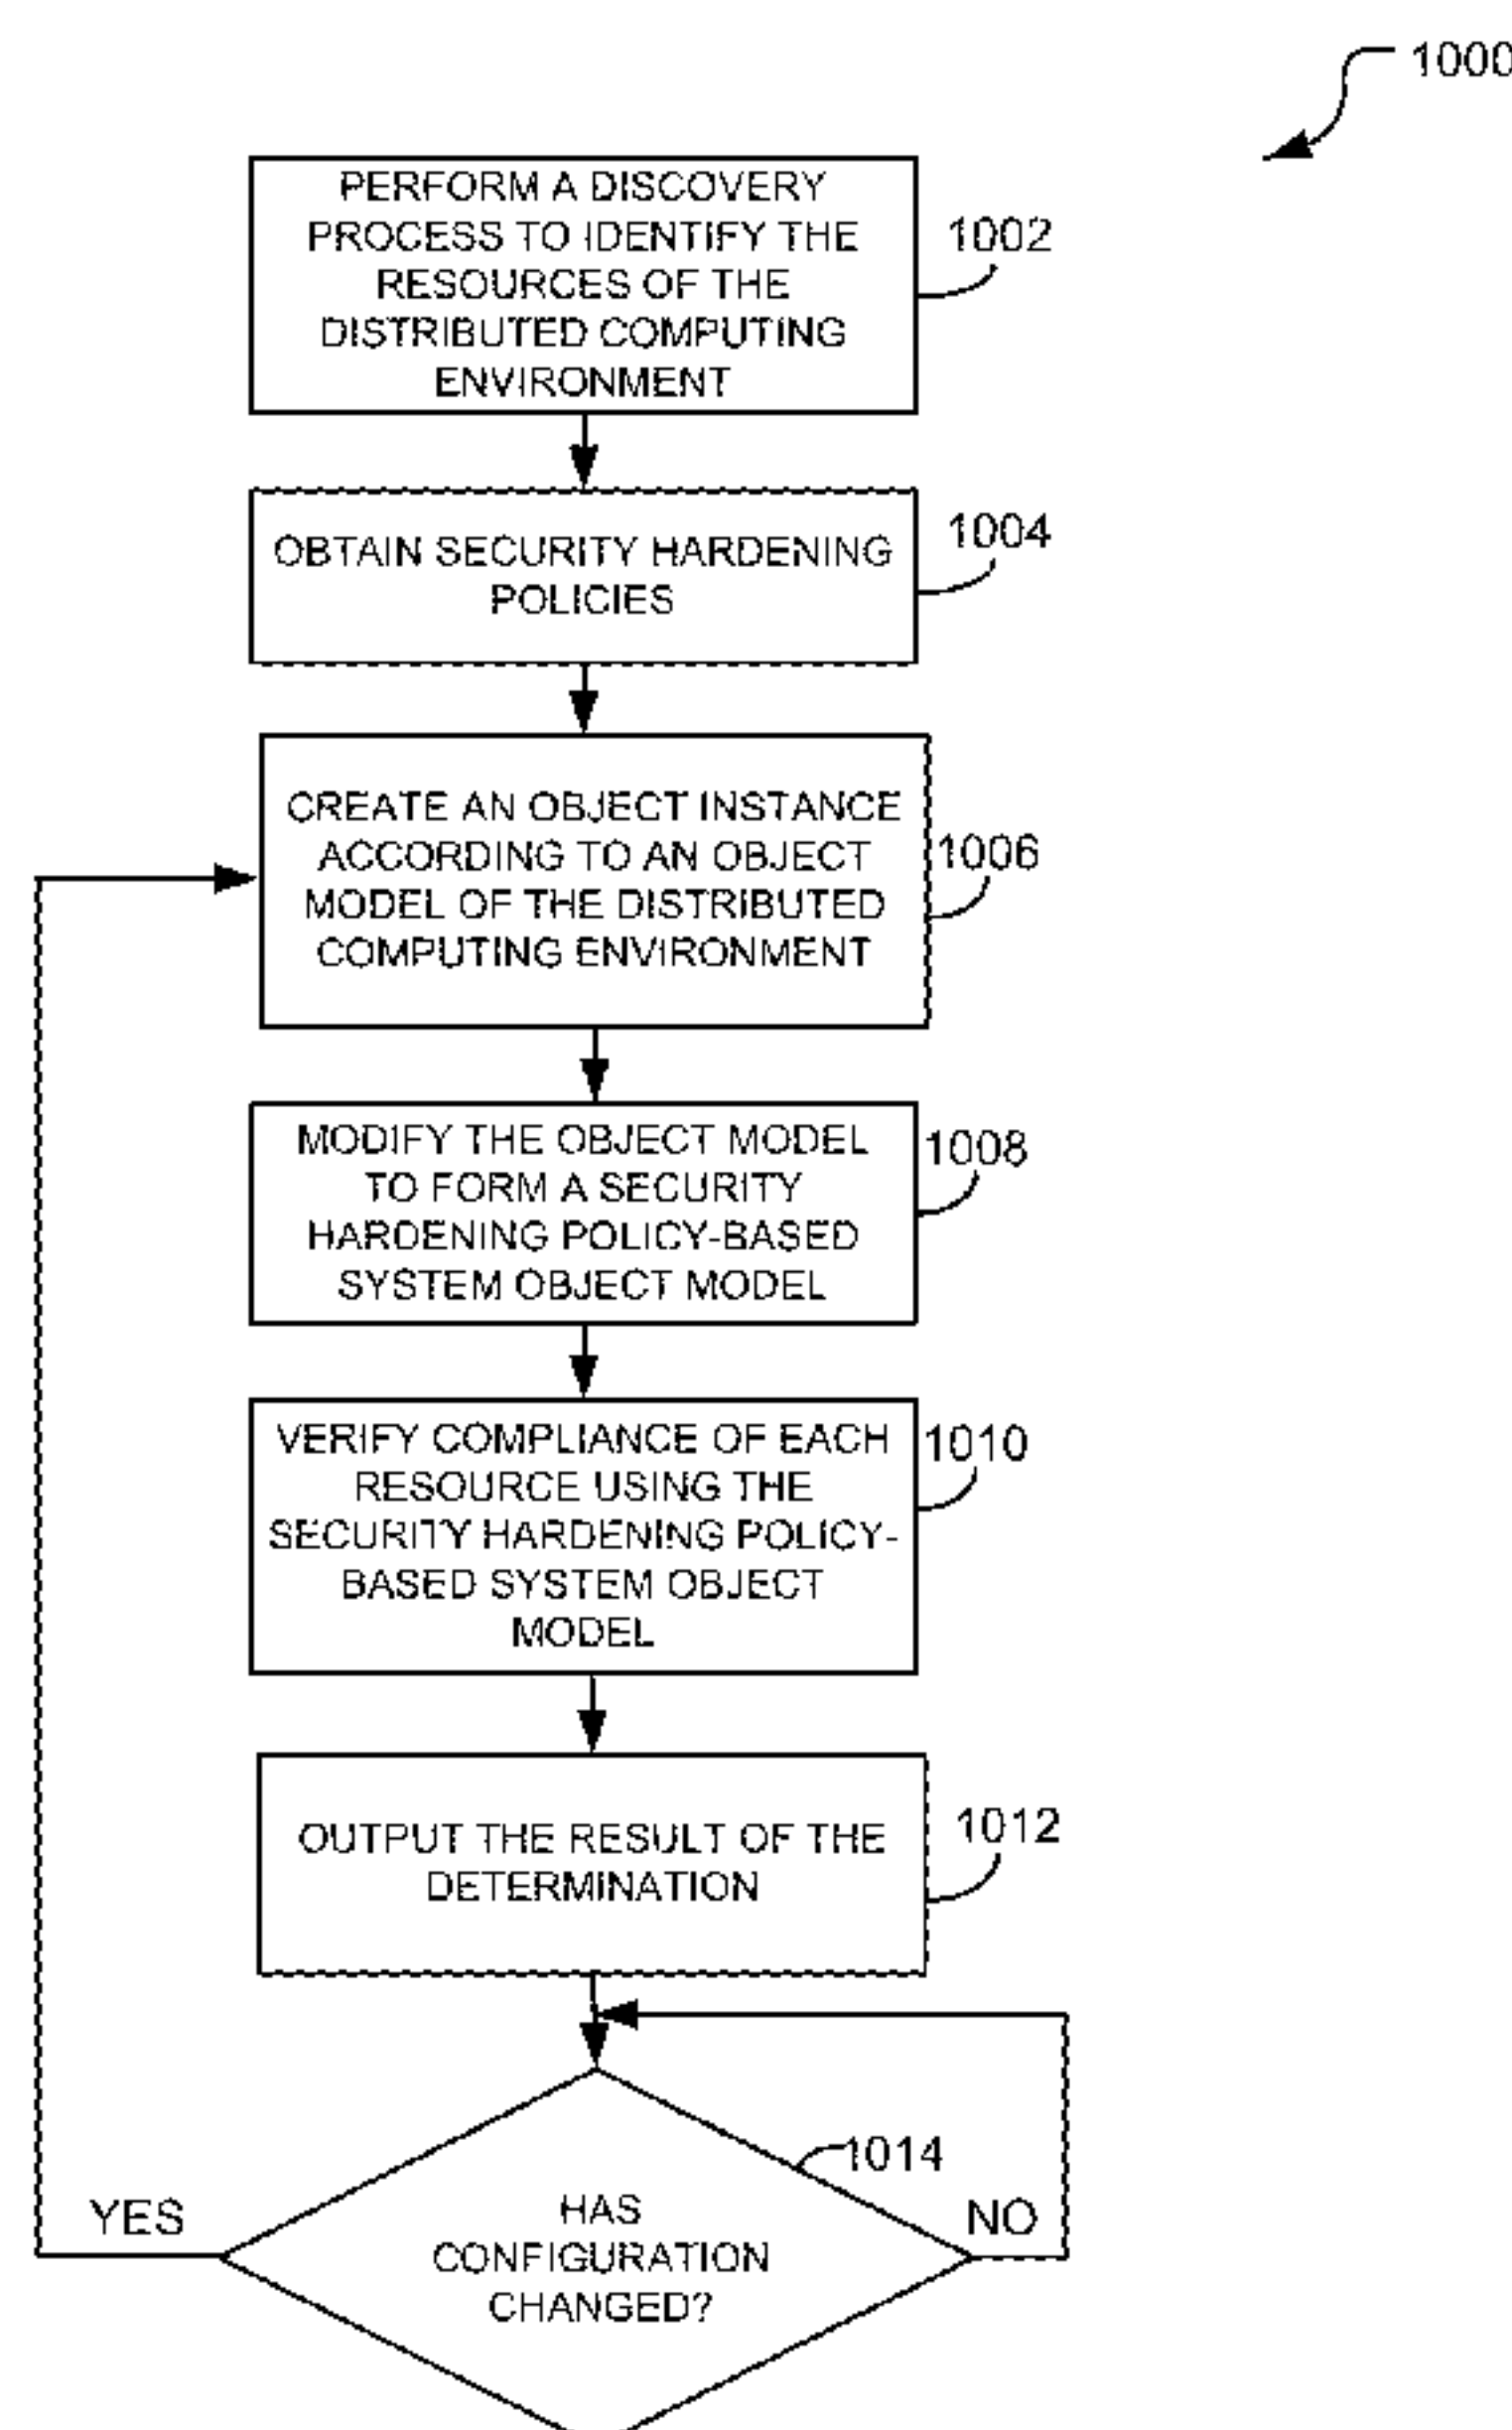 1000
PERFORM A DISCOVERY
PROCESS TO IDENTIFY THE
RESOURCES OF THE
DISTRIBUTED COMPUTING
ENVIRONMENT
1002
OBTAIN SECURITY HARDENING
POLICIES
1004
CREATE AN OBJECT INSTANCE
ACCORDING TO AN OBJECT
MODEL OF THE DISTRIBUTED
COMPUTING ENVIRONMENT
1006
MODIFY THE OBJECT MODEL
TO FORM A SECURITY
HARDENING POLICY-BASED
SYSTEM OBJECT MODEL
1008
VERIFY COMPLIANCE OF EACH
RESOURCE USING THE
SECURITY HARDENING POLICY-
BASED SYSTEM OBJECT
MODEL
1010
OUTPUT THE RESULT OF THE
DETERMINATION
1012
1014
YES
HAS
CONFIGURATION
CHANGED?
NO